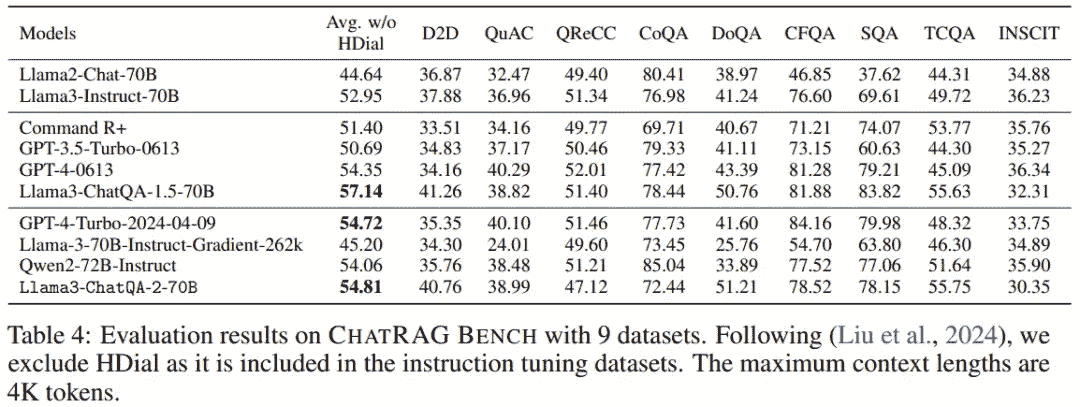 Models Avg. w/o HDial D2D QuAC QReCC CoQA DoQA CFQA SQA TCQA INSCIT
Llama2-Chat-70B 44.64 36.87 32.47 49.40 80.41 38.97 46.85 37.62 44.31 34.88
Llama3-Instruct-70B 52.95 37.88 36.96 51.34 76.98 41.24 76.60 69.61 49.72 36.23
Command R+ 51.40 33.51 34.16 49.77 69.71 40.67 71.21 74.07 53.77 35.76
GPT-3.5-Turbo-0613 50.69 34.83 37.17 50.46 79.33 41.11 73.15 60.63 44.30 35.27
GPT-4-0613 54.35 34.16 40.29 52.01 77.42 43.39 81.28 79.21 45.09 36.34
Llama3-ChatQA-1.5-70B 57.14 41.26 38.82 51.40 78.44 50.76 81.88 83.82 55.63 32.31
GPT-4-Turbo-2024-04-09 54.72 35.35 40.10 51.46 77.73 41.60 84.16 79.98 48.32 33.75
Llama-3-70B-Instruct-Gradient-262k 45.20 34.30 24.01 49.60 73.45 25.76 54.70 63.80 46.30 34.89
Qwen2-72B-Instruct 54.06 35.76 38.48 51.21 85.04 33.89 77.52 77.06 51.64 35.90
Llama3-ChatQA-2-70B 54.81 40.76 38.99 47.12 72.44 51.21 78.52 78.15 55.75 30.35
Table 4: Evaluation results on CHATRAG BENCH with 9 datasets. Following (Liu et al., 2024), we
exclude HDial as it is included in the instruction tuning datasets. The maximum context lengths are
4K tokens.